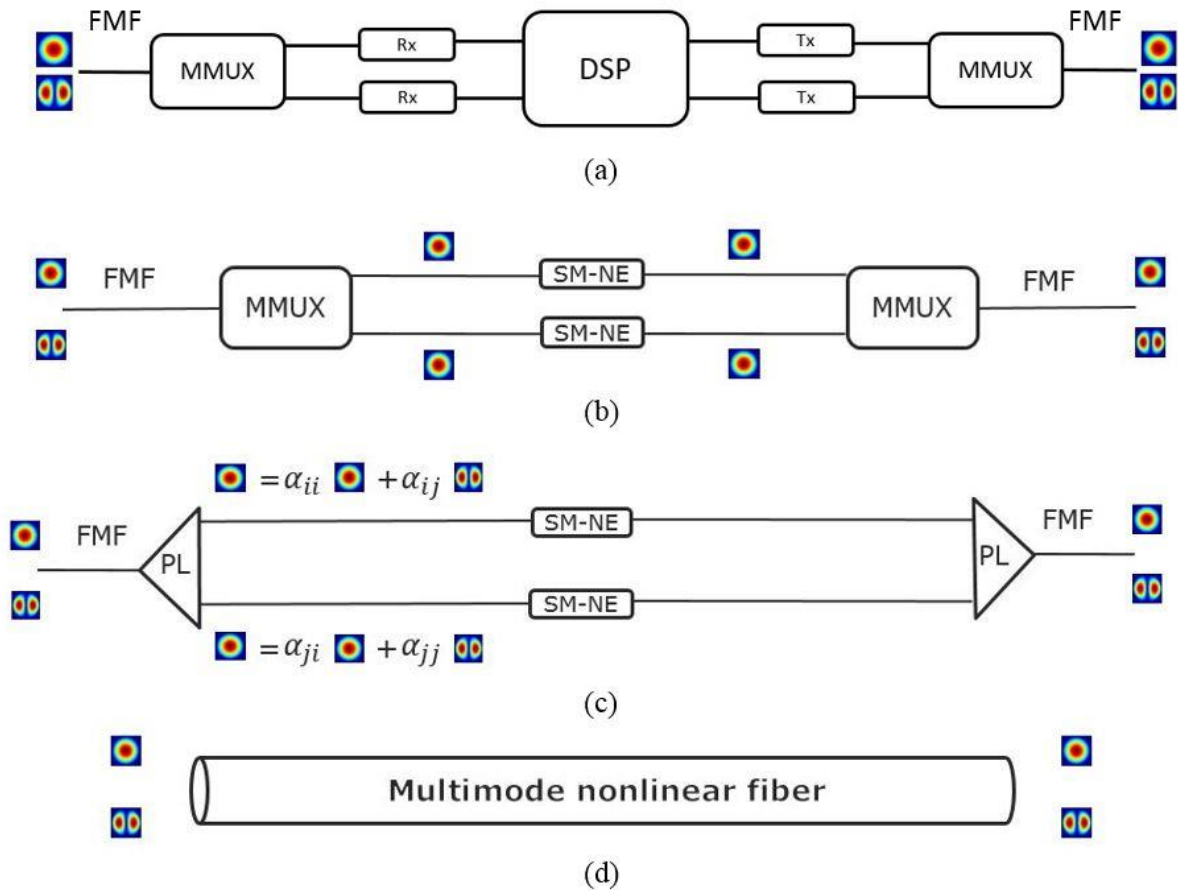 FMF
FMF
MMUX
Rx
Rx
DSP
Tx
Tx
MMUX
(a)
FMF
MMUX
SM-NE
SM-NE
MMUX
FMF
(b)
= α_ii + α_ij
FMF
PL
SM-NE
SM-NE
PL
FMF
= α_ji + α_jj
(c)
Multimode nonlinear fiber
(d)